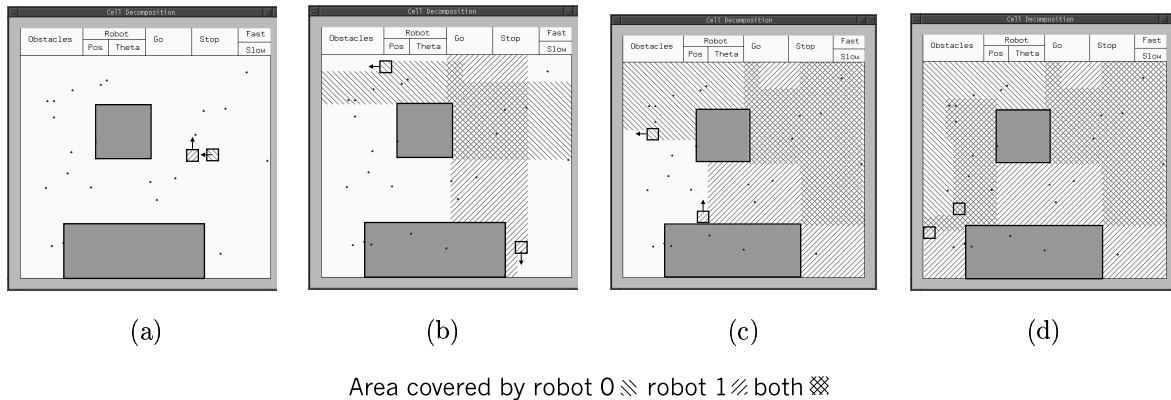 Cell Decomposition
Obstacles Robot Pos Theta Go Stop Fast Slow
Cell Decomposition
Obstacles Robot Pos Theta Go Stop Fast Slow
Cell Decomposition
Obstacles Robot Pos Theta Go Stop Fast Slow
Cell Decomposition
Obstacles Robot Pos Theta Go Stop Fast Slow
(a) (b) (c) (d)
Area covered by robot 0 robot 1 both